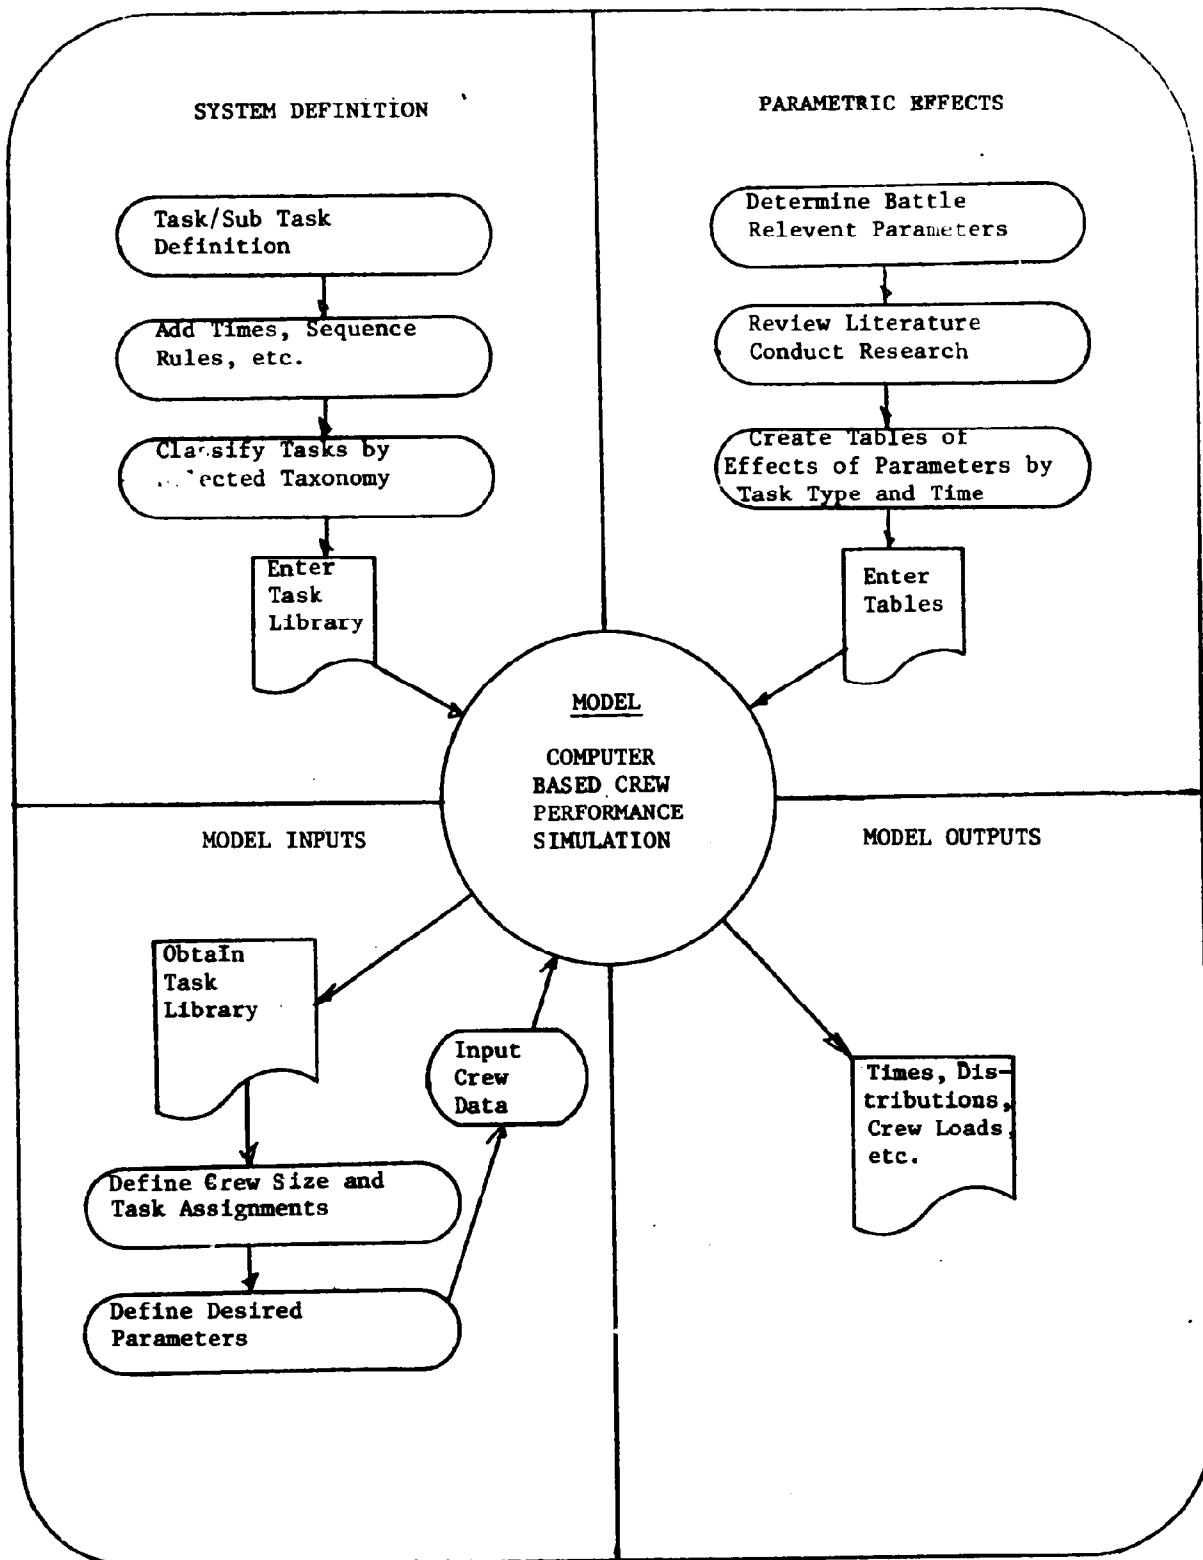 SYSTEM DEFINITION
Task/Sub Task
Definition
Add Times, Sequence
Rules, etc.
Classify Tasks by
lected Taxonomy
Enter
Task
Library
PARAMETRIC EFFECTS
Determine Battle
Relevent Parameters
Review Literature
Conduct Research
Create Tables of
Effects of Parameters by
Task Type and Time
Enter
Tables
MODEL
COMPUTER
BASED CREW
PERFORMANCE
SIMULATION
MODEL INPUTS
Obtain
Task
Library
Define Crew Size and
Task Assignments
Define Desired
Parameters
Input
Crew
Data
MODEL OUTPUTS
Times, Dis-
tributions,
Crew Loads,
etc.